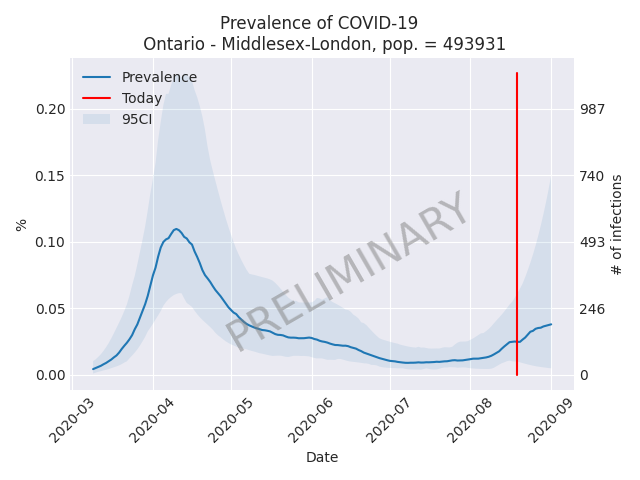 Prevalence of COVID-19
Ontario - Middlesex-London, pop. = 493931
Prevalence
Today
95CI
0.20
0.15
0.10
0.05
0.00
%
987
740
493
246
0
# of infections
PRELIMINARY
2020-03
2020-04
2020-05
2020-06
2020-07
2020-08
2020-09
Date